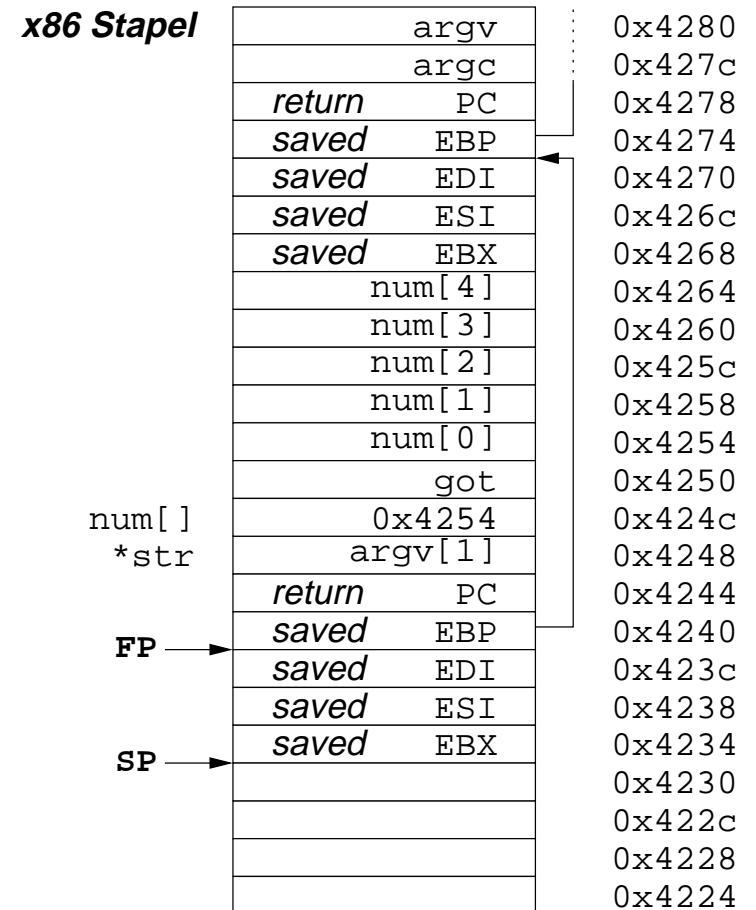 x86 Stapel argv 0x4280
argc 0x427c
return PC 0x4278
saved EBP 0x4274
saved EDI 0x4270
saved ESI 0x426c
saved EBX 0x4268
num[4] 0x4264
num[3] 0x4260
num[2] 0x425c
num[1] 0x4258
num[0] 0x4254
got 0x4250
num[] 0x4254 0x424c
*str argv[1] 0x4248
return PC 0x4244
saved EBP 0x4240
FP
saved EDI 0x423c
saved ESI 0x4238
saved EBX 0x4234
SP
0x4230
0x422c
0x4228
0x4224